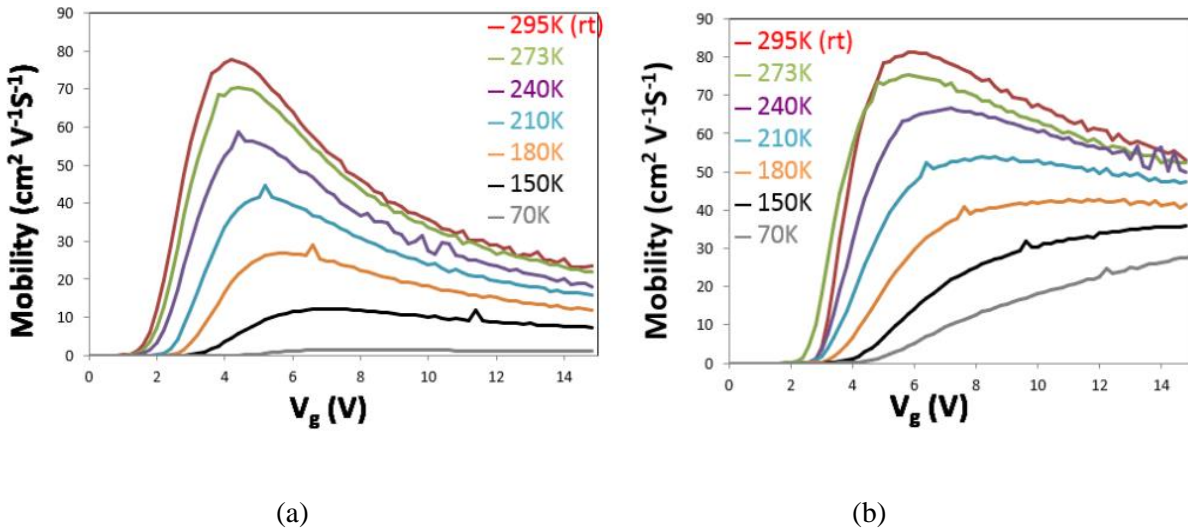 90
80
70
60
50
40
30
20
10
0
Mobility (cm² V⁻¹S⁻¹)
295K (rt)
273K
240K
210K
180K
150K
70K
0 2 4 6 8 10 12 14
Vg (V)
(a)
90
80
70
60
50
40
30
20
10
0
Mobility (cm² V⁻¹S⁻¹)
295K (rt)
273K
240K
210K
180K
150K
70K
0 2 4 6 8 10 12 14
Vg (V)
(b)